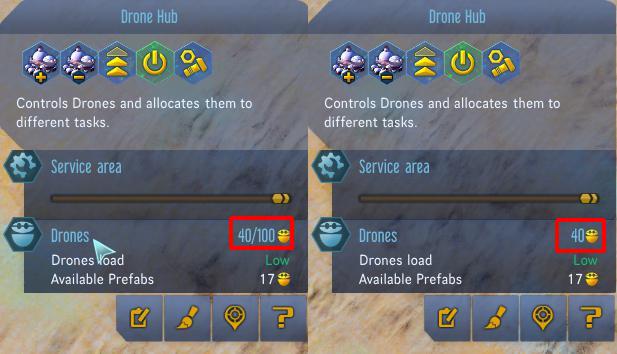 Drone Hub
Controls Drones and allocates them to
different tasks.
Service area
Drones 40/100
Drones load Low
Available Prefabs 17
Drone Hub
Controls Drones and allocates them to
different tasks.
Service area
Drones 40
Drones load Low
Available Prefabs 17